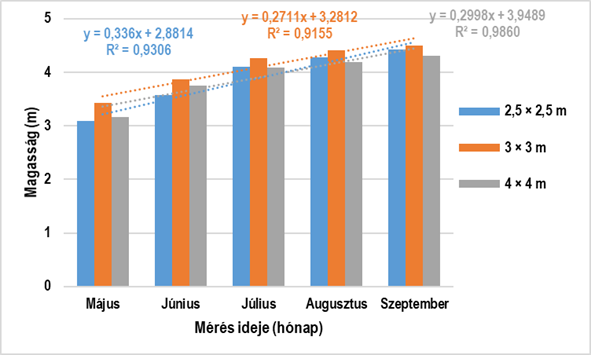 y = 0,336x + 2,8814
R² = 0,9306
y = 0,2711x + 3,2812
R² = 0,9155
y = 0,2998x + 3,9489
R² = 0,9860
5
4
3
2
1
0
Magasság (m)
Május
Június
Július
Augusztus
Szeptember
Mérés ideje (hónap)
2,5 × 2,5 m
3 × 3 m
4 × 4 m